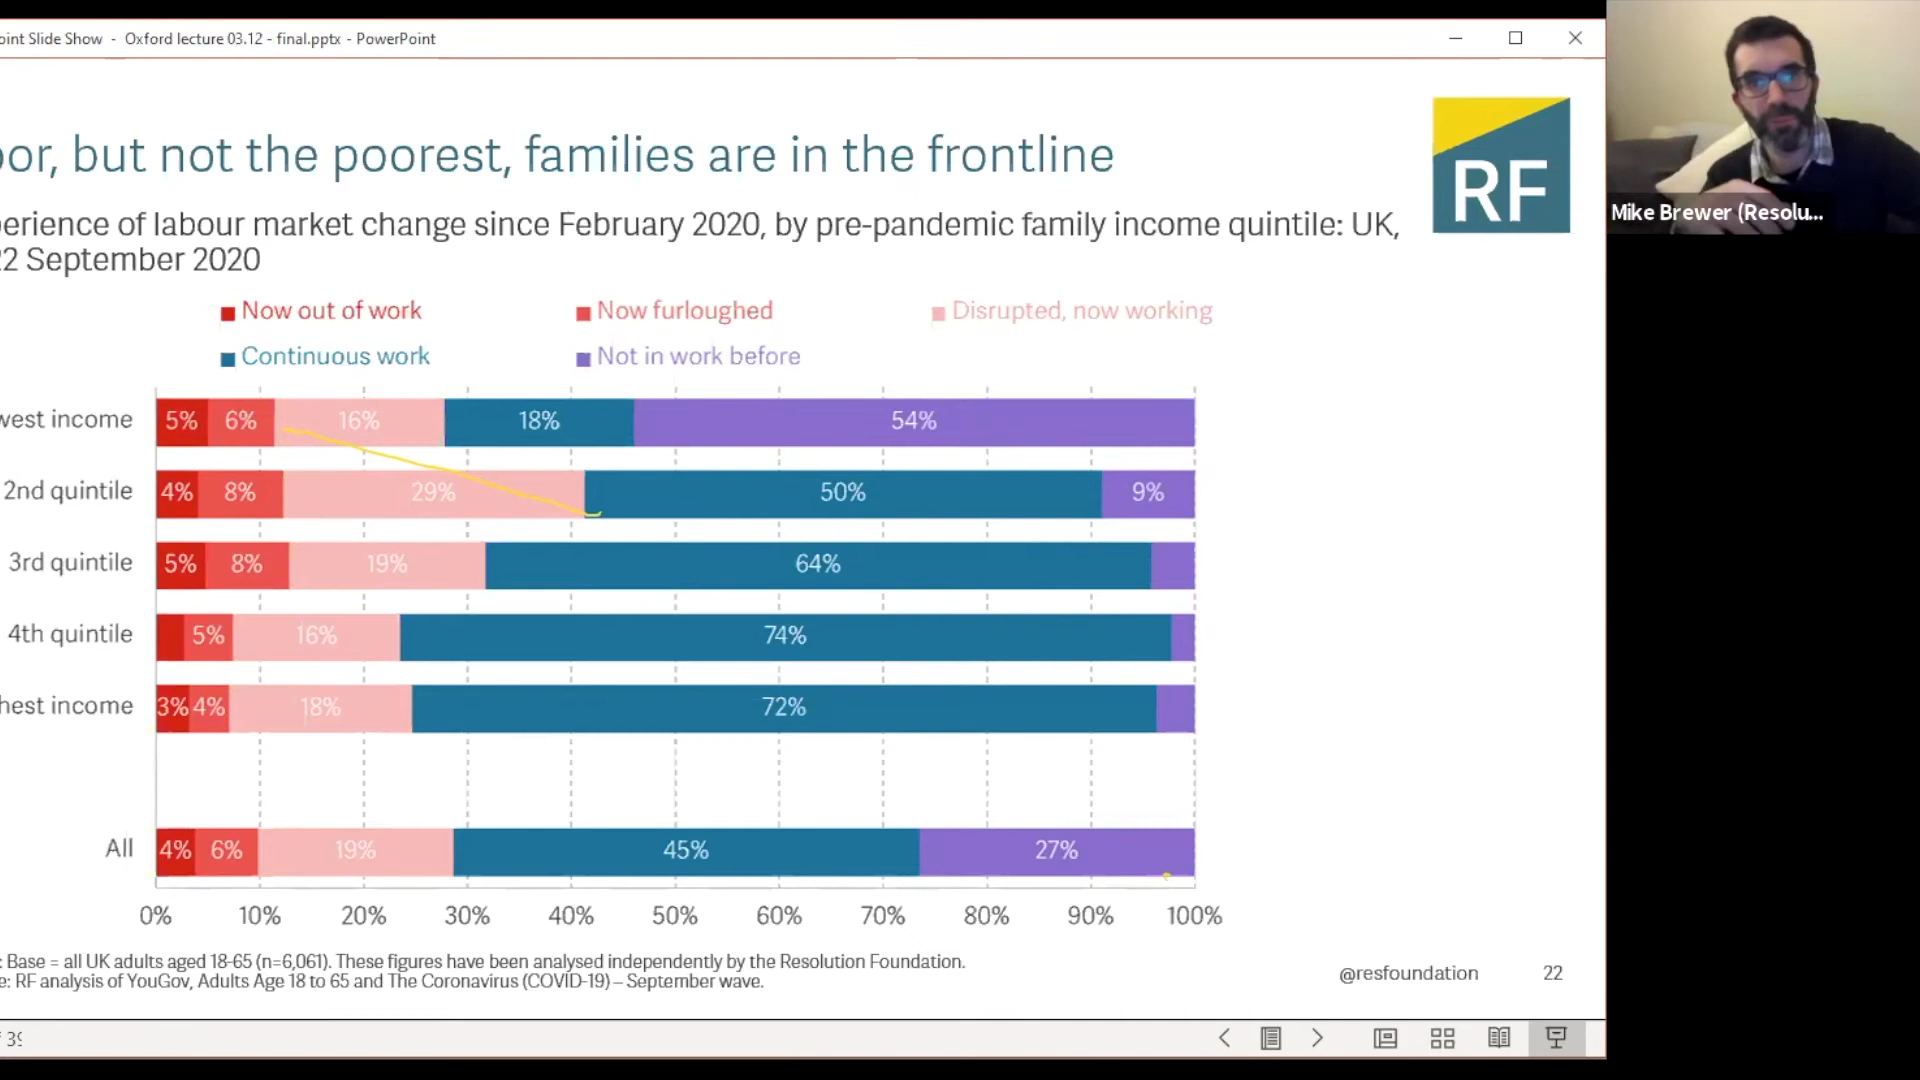 oint Slide Show - Oxford lecture 03.12 - final.pptx - PowerPoint
oor, but not the poorest, families are in the frontline
RF
Mike Brewer (Resolu...
perience of labour market change since February 2020, by pre-pandemic family income quintile: UK,
22 September 2020
Now out of work
Now furloughed
Disrupted, now working
Continuous work
Not in work before
west income 5% 6% 16% 18% 54%
2nd quintile 4% 8% 29% 50% 9%
3rd quintile 5% 8% 19% 64%
4th quintile 5% 16% 74%
hest income 3% 4% 18% 72%
All 4% 6% 19% 45% 27%
0% 10% 20% 30% 40% 50% 60% 70% 80% 90% 100%
: Base = all UK adults aged 18-65 (n=6,061). These figures have been analysed independently by the Resolution Foundation.
e: RF analysis of YouGov, Adults Age 18 to 65 and The Coronavirus (COVID-19) – September wave.
@resfoundation 22
f 39